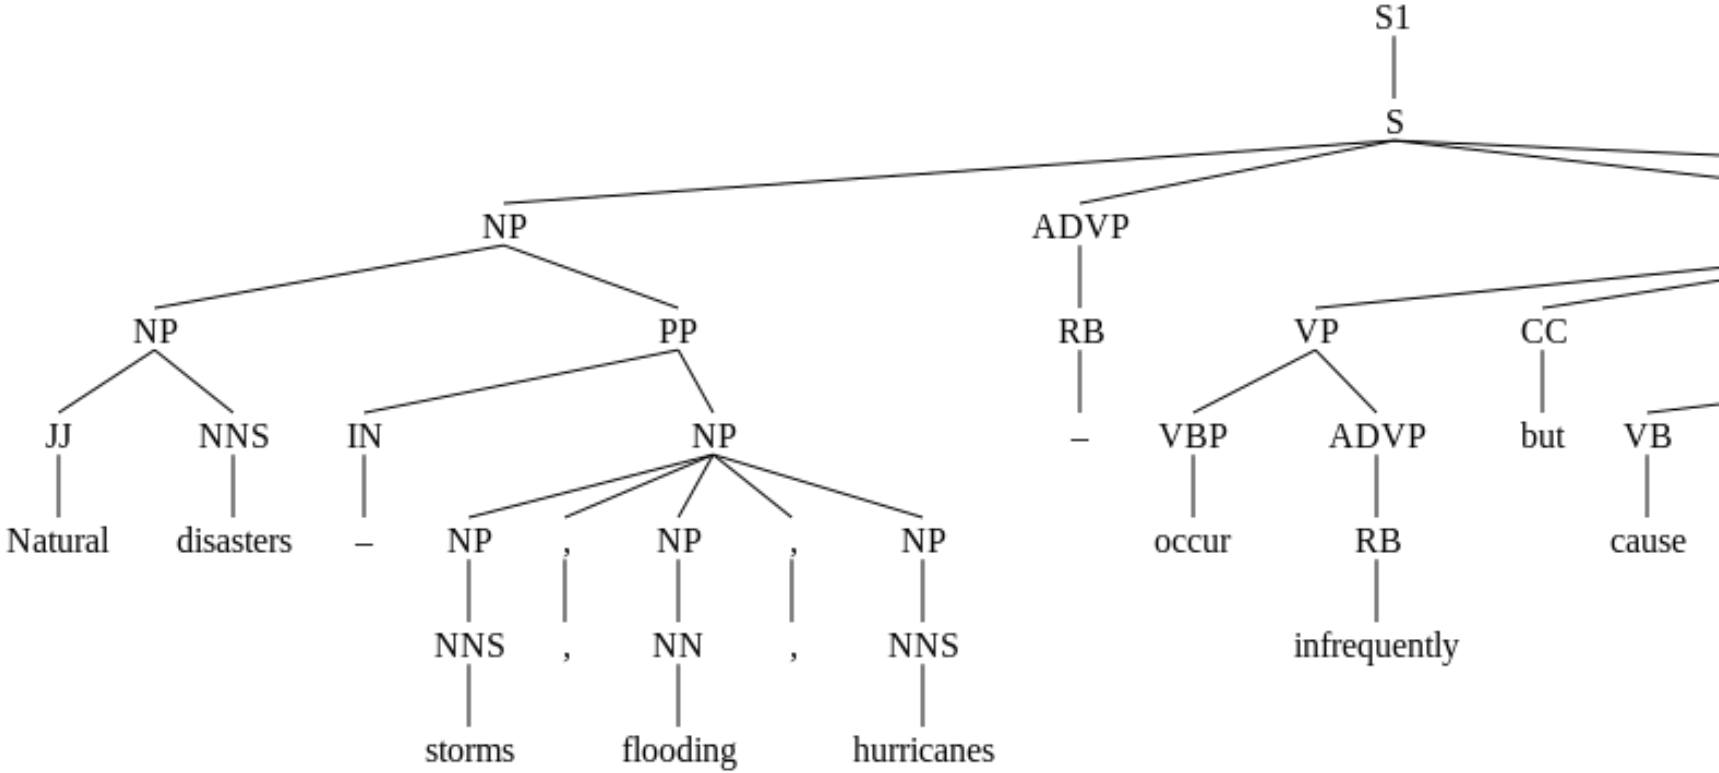 S1
S
NP ADVP
NP PP RB VP CC
JJ NNS IN NP – VBP ADVP but VB
Natural disasters – NP , NP , NP occur RB cause
NNS , NN , NNS infrequently
storms flooding hurricanes